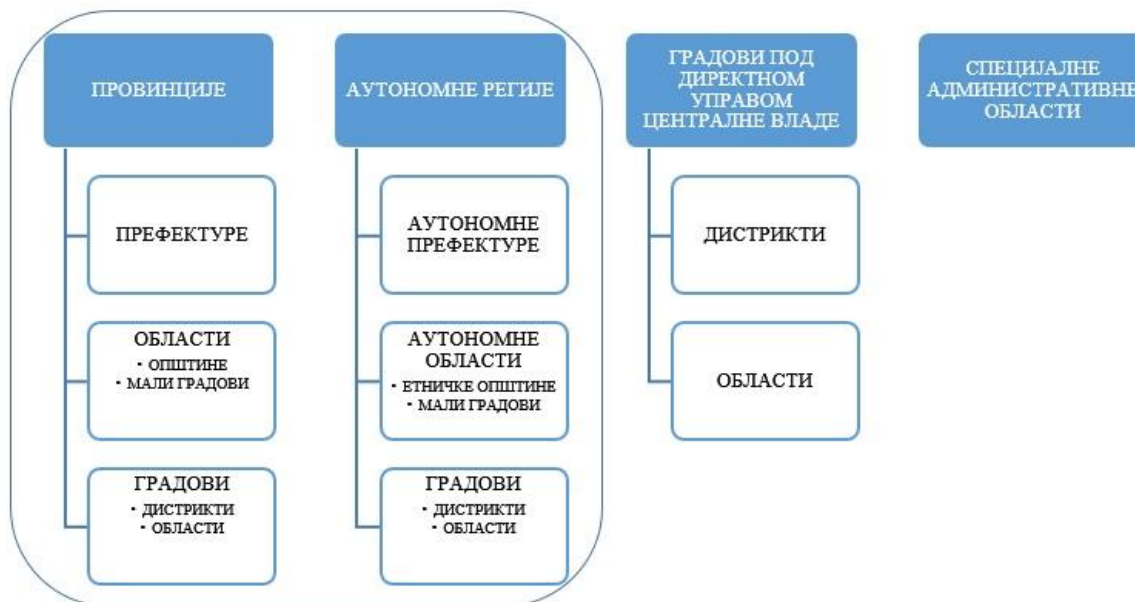 ПРОВИНЦИЈЕ
ПРЕФЕКТУРЕ
ОБЛАСТИ
• ОПШТИНЕ
• МАЛИ ГРАДОВИ
ГРАДОВИ
• ДИСТРИКТИ
• ОБЛАСТИ
АУТОНОМНЕ РЕГИЈЕ
АУТОНОМНЕ
ПРЕФЕКТУРЕ
АУТОНОМНЕ
ОБЛАСТИ
• ЕТНИЧКЕ ОПШТИНЕ
• МАЛИ ГРАДОВИ
ГРАДОВИ
• ДИСТРИКТИ
• ОБЛАСТИ
ГРАДОВИ ПОД
ДИРЕКТНОМ
УПРАВОМ
ЦЕНТРАЛНЕ ВЛАДЕ
ДИСТРИКТИ
ОБЛАСТИ
СПЕЦИЈАЛНЕ
АДМИНИСТРАТИВНЕ
ОБЛАСТИ